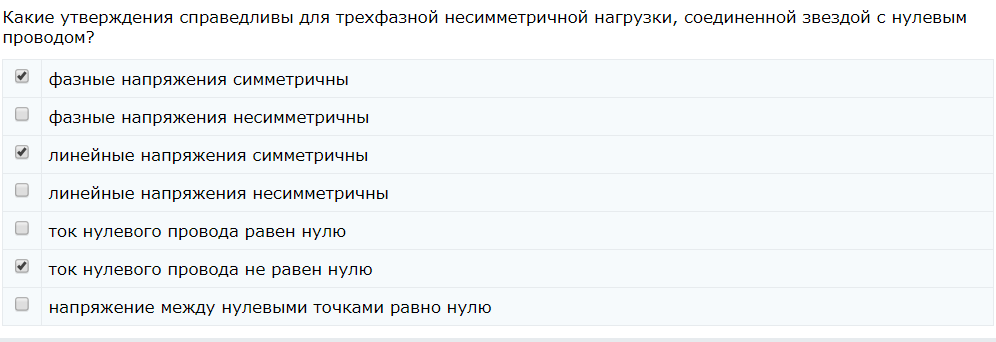 Какие утверждения справедливы для трехфазной несимметричной нагрузки, соединенной звездой с нулевым
проводом?
фазные напряжения симметричны
фазные напряжения несимметричны
линейные напряжения симметричны
линейные напряжения несимметричны
ток нулевого провода равен нулю
ток нулевого провода не равен нулю
напряжение между нулевыми точками равно нулю